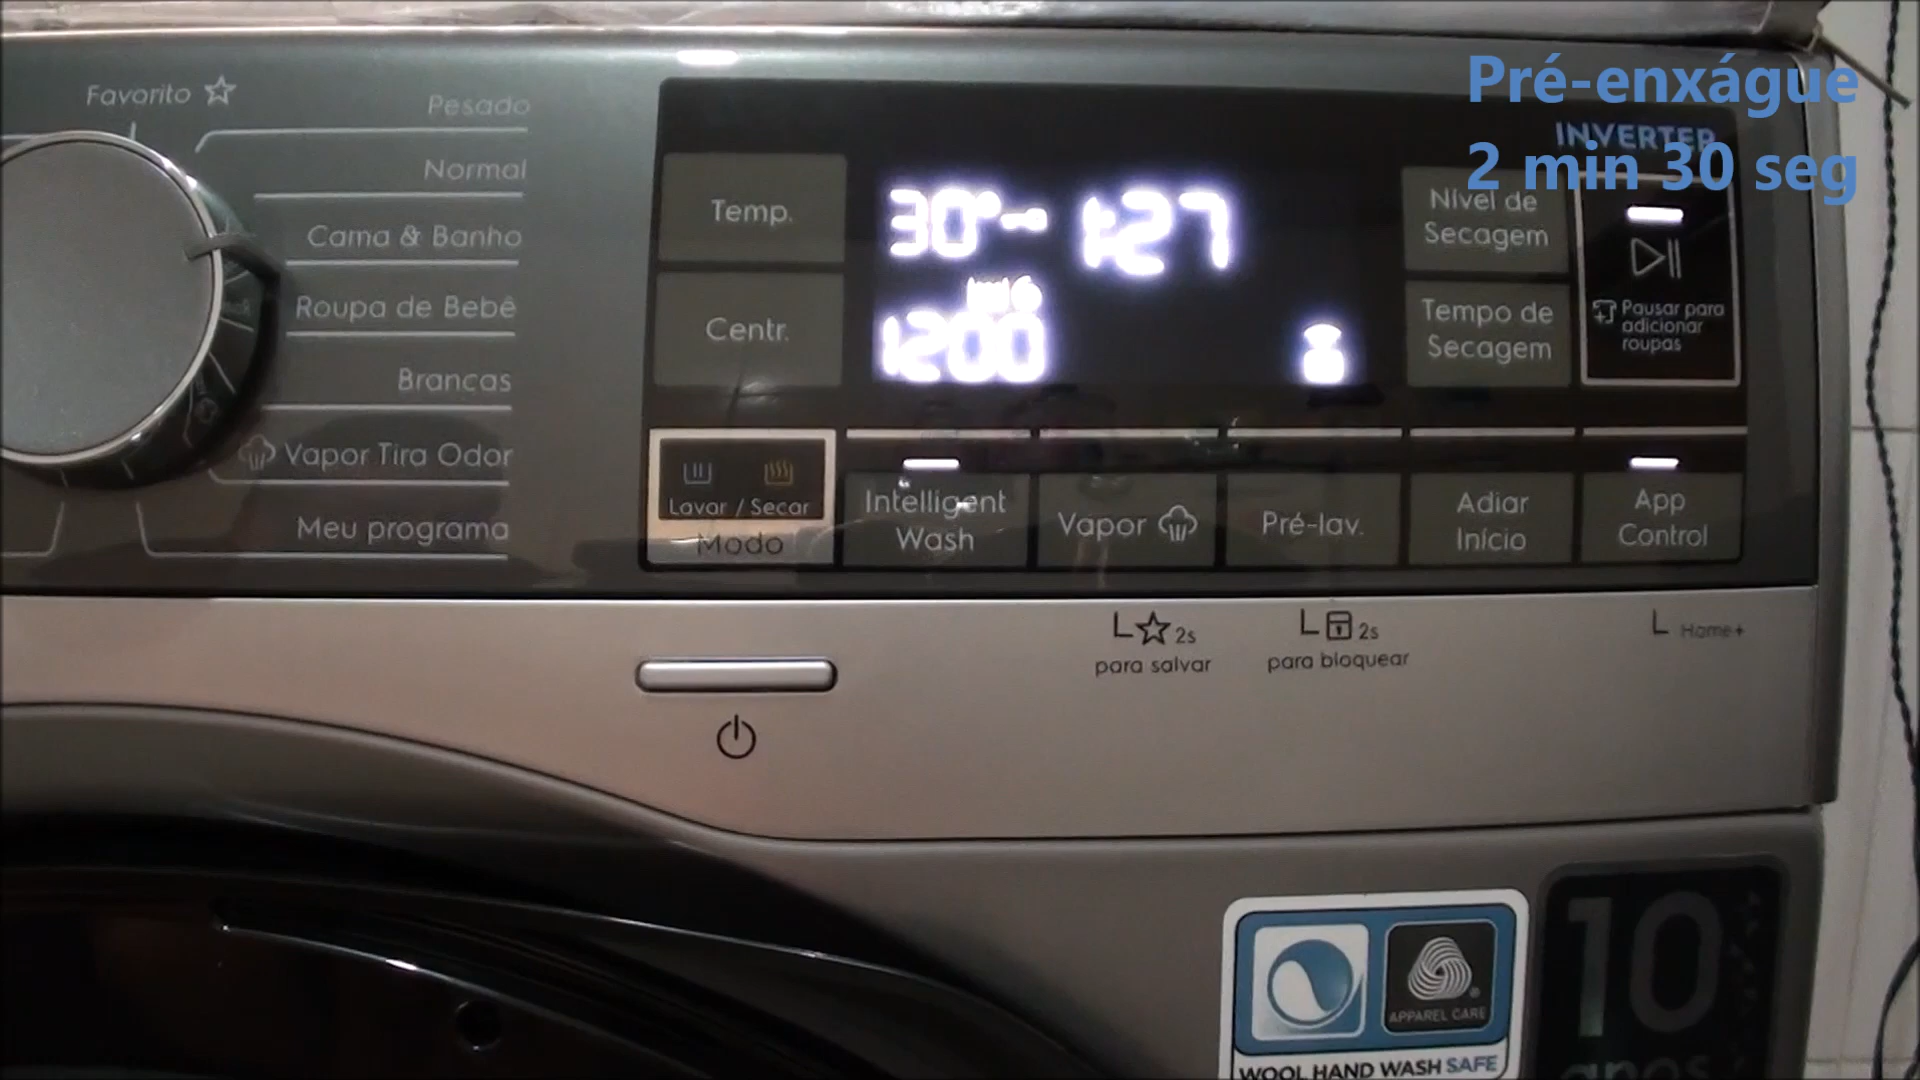 Pré-enxágue
2 min 30 seg
INVERTER
Favorito
Pesado
Normal
Cama & Banho
Roupa de Bebê
Brancas
Vapor Tira Odor
Meu programa
Temp.
30° 1:27
Centr.
1200
Nível de
Secagem
Tempo de
Secagem
Pausar para
adicionar
roupas
Lavar / Secar
Modo
Intelligent
Wash
Vapor
Pré-lav.
Adiar
Início
App
Control
2s
para salvar
2s
para bloquear
Home+
APPAREL CARE
WOOL HAND WASH SAFE
10
anos